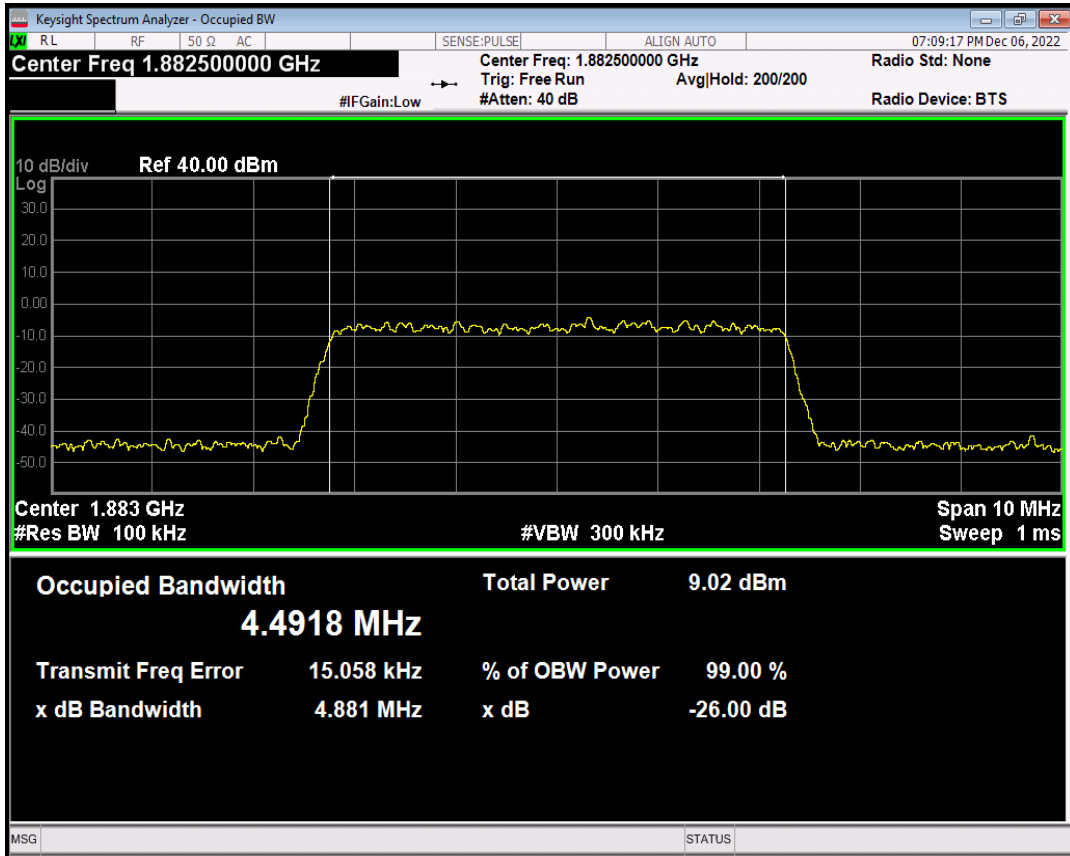 Keysight Spectrum Analyzer - Occupied BW
LXI RL RF 50 Ω AC SENSE:PULSE ALIGN AUTO 07:09:17 PM Dec 06, 2022
Center Freq 1.882500000 GHz Center Freq: 1.882500000 GHz Radio Std: None
Trig: Free Run Avg|Hold: 200/200
#IFGain:Low #Atten: 40 dB Radio Device: BTS
10 dB/div Ref 40.00 dBm
Log
30.0
20.0
10.0
0.00
-10.0
-20.0
-30.0
-40.0
-50.0
Center 1.883 GHz Span 10 MHz
#Res BW 100 kHz #VBW 300 kHz Sweep 1 ms
Occupied Bandwidth Total Power 9.02 dBm
4.4918 MHz
Transmit Freq Error 15.058 kHz % of OBW Power 99.00 %
x dB Bandwidth 4.881 MHz x dB -26.00 dB
MSG STATUS